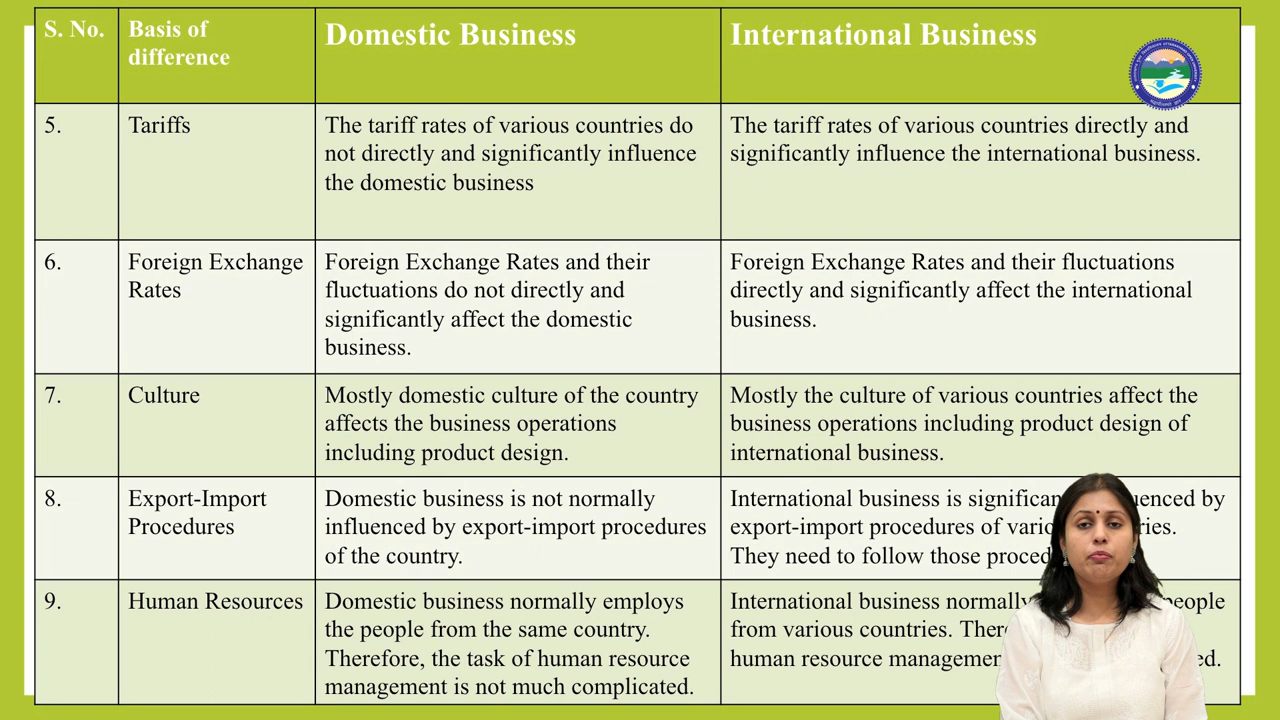 S. No.
Basis of
difference
Domestic Business
International Business
5.
Tariffs
The tariff rates of various countries do
not directly and significantly influence
the domestic business
The tariff rates of various countries directly and
significantly influence the international business.
6.
Foreign Exchange
Rates
Foreign Exchange Rates and their
fluctuations do not directly and
significantly affect the domestic
business.
Foreign Exchange Rates and their fluctuations
directly and significantly affect the international
business.
7.
Culture
Mostly domestic culture of the country
affects the business operations
including product design.
Mostly the culture of various countries affect the
business operations including product design of
international business.
8.
Export-Import
Procedures
Domestic business is not normally
influenced by export-import procedures
of the country.
International business is by
export-import procedures of
They need to follow those
9.
Human Resources
Domestic business normally employs
the people from the same country.
Therefore, the task of human resource
management is not much complicated.
International business normally people
from various countries.
human resource